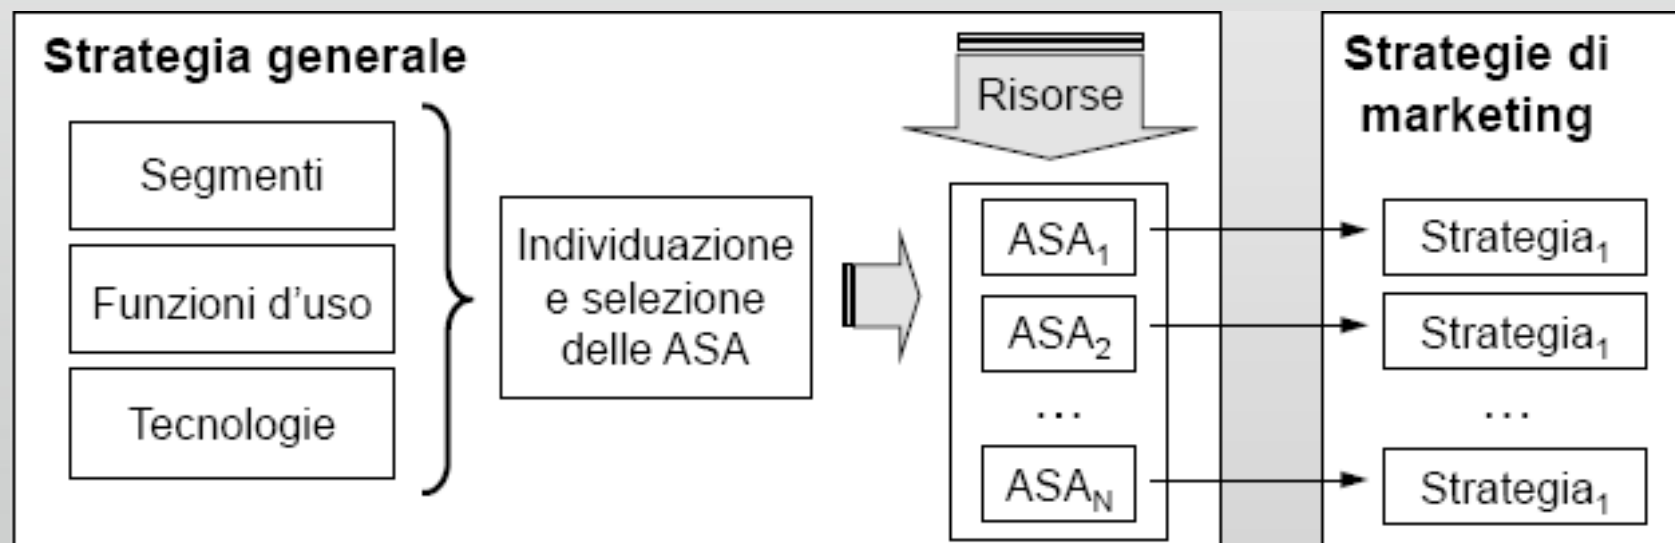 Strategia generale
Segmenti
Funzioni d'uso
Tecnologie
Individuazione
e selezione
delle ASA
Risorse
ASA₁
ASA₂
...
ASA_N
Strategie di
marketing
Strategia₁
Strategia₁
...
Strategia₁